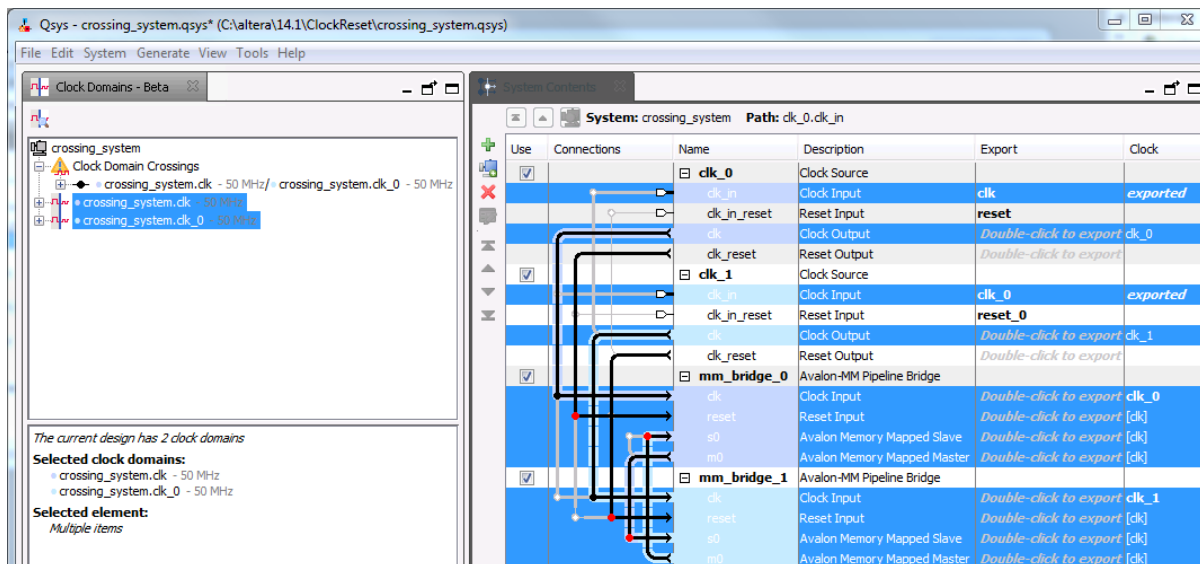 Qsys - crossing_system.qsys* (C:\altera\14.1\ClockReset\crossing_system.qsys)
File Edit System Generate View Tools Help
Clock Domains - Beta
crossing_system
Clock Domain Crossings
crossing_system.clk - 50 MHz/ crossing_system.clk_0 - 50 MHz
crossing_system.clk - 50 MHz
crossing_system.clk_0 - 50 MHz
The current design has 2 clock domains
Selected clock domains:
crossing_system.clk - 50 MHz
crossing_system.clk_0 - 50 MHz
Selected element:
Multiple items
System Contents
System: crossing_system Path: clk_0.clk_in
Use Connections Name Description Export Clock
clk_0 Clock Source
clk_in Clock Input clk exported
clk_in_reset Reset Input reset
clk Clock Output Double-click to export clk_0
clk_reset Reset Output Double-click to export
clk_1 Clock Source
clk_in Clock Input clk_0 exported
clk_in_reset Reset Input reset_0
clk Clock Output Double-click to export clk_1
clk_reset Reset Output Double-click to export
mm_bridge_0 Avalon-MM Pipeline Bridge
clk Clock Input Double-click to export clk_0
reset Reset Input Double-click to export [clk]
s0 Avalon Memory Mapped Slave Double-click to export [clk]
m0 Avalon Memory Mapped Master Double-click to export [clk]
mm_bridge_1 Avalon-MM Pipeline Bridge
clk Clock Input Double-click to export clk_1
reset Reset Input Double-click to export [clk]
s0 Avalon Memory Mapped Slave Double-click to export [clk]
m0 Avalon Memory Mapped Master Double-click to export [clk]